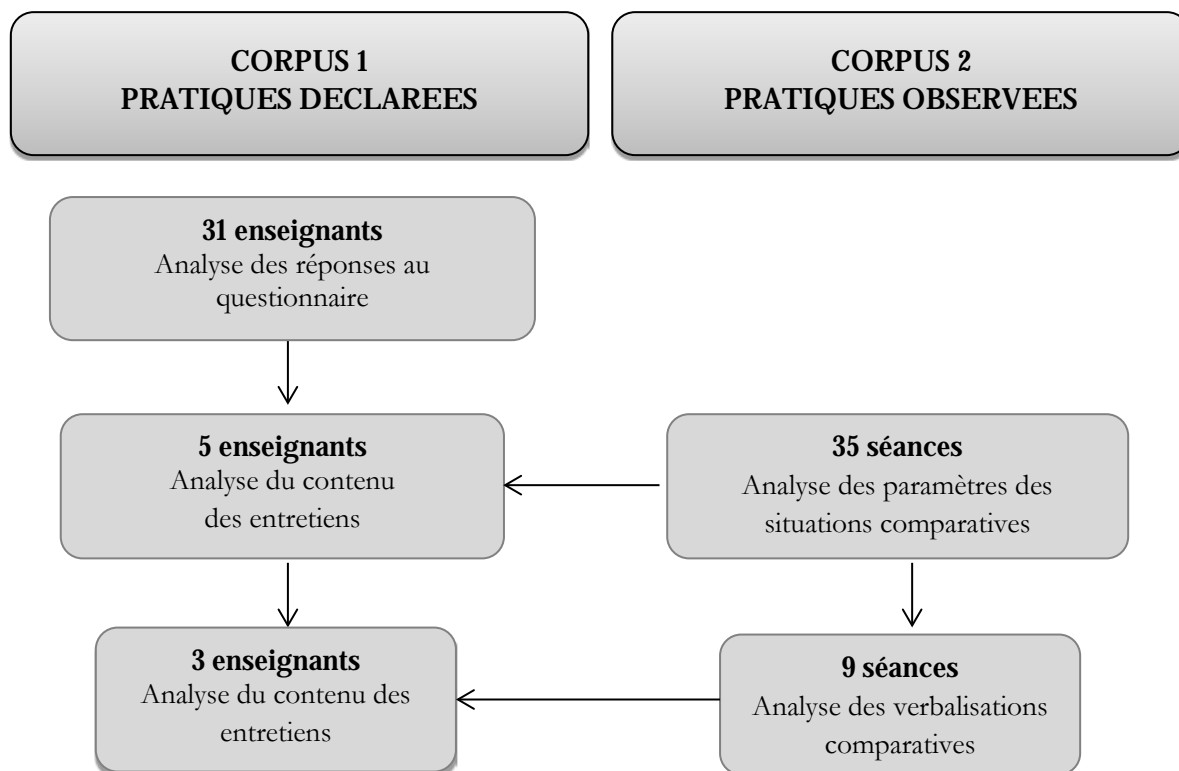 CORPUS 1
PRATIQUES DECLAREES
CORPUS 2
PRATIQUES OBSERVEES
31 enseignants
Analyse des réponses au
questionnaire
5 enseignants
Analyse du contenu
des entretiens
35 séances
Analyse des paramètres des
situations comparatives
3 enseignants
Analyse du contenu des
entretiens
9 séances
Analyse des verbalisations
comparatives